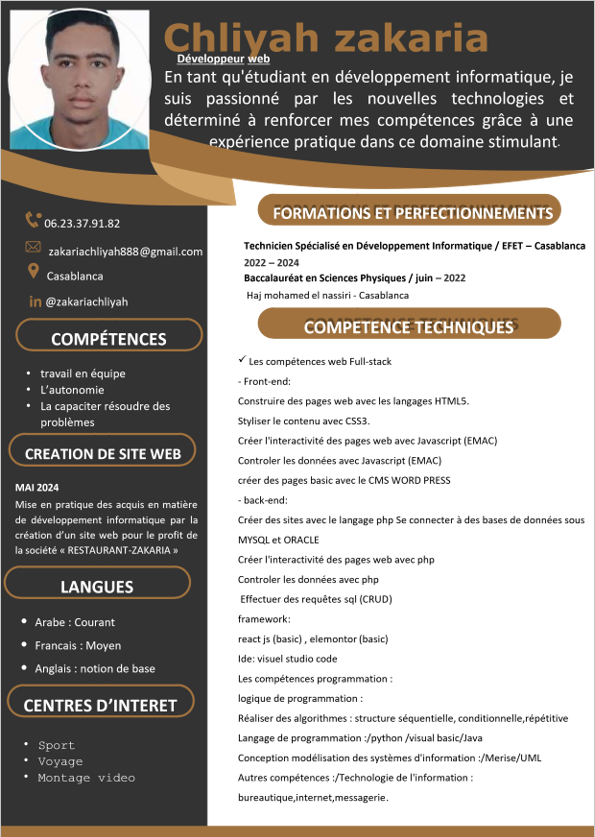 Chliyah zakaria
Développeur web
En tant qu'étudiant en développement informatique, je
suis passionné par les nouvelles technologies et
déterminé à renforcer mes compétences grâce à une
expérience pratique dans ce domaine stimulant.
06.23.37.91.82
zakariachliyah888@gmail.com
Casablanca
in @zakariachliyah
COMPÉTENCES
• travail en équipe
• L'autonomie
• La capaciter résoudre des
problèmes
CREATION DE SITE WEB
MAI 2024
Mise en pratique des acquis en matière
de développement informatique par la
création d'un site web pour le profit de
la société « RESTAURANT-ZAKARIA »
LANGUES
• Arabe : Courant
• Francais : Moyen
• Anglais : notion de base
CENTRES D'INTERET
• Sport
• Voyage
• Montage video
FORMATIONS ET PERFECTIONNEMENTS
Technicien Spécialisé en Développement Informatique / EFET – Casablanca
2022 – 2024
Baccalauréat en Sciences Physiques / juin – 2022
Haj mohamed el nassiri - Casablanca
COMPETENCE TECHNIQUES
✓ Les compétences web Full-stack
- Front-end:
Construire des pages web avec les langages HTML5.
Styliser le contenu avec CSS3.
Créer l'interactivité des pages web avec Javascript (EMAC)
Controler les données avec Javascript (EMAC)
créer des pages basic avec le CMS WORD PRESS
- back-end:
Créer des sites avec le langage php Se connecter à des bases de données sous
MYSQL et ORACLE
Créer l'interactivité des pages web avec php
Controler les données avec php
Effectuer des requêtes sql (CRUD)
framework:
react js (basic) , elemontor (basic)
Ide: visuel studio code
Les compétences programmation :
logique de programmation :
Réaliser des algorithmes : structure séquentielle, conditionnelle,répétitive
Langage de programmation :/python /visual basic/Java
Conception modélisation des systèmes d'information :/Merise/UML
Autres compétences :/Technologie de l'information :
bureautique,internet,messagerie.